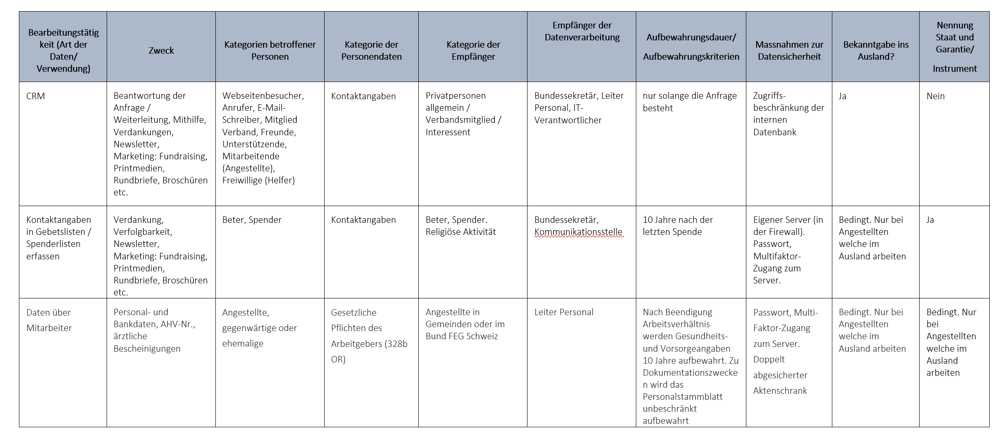 Bearbeitungstätig
keit (Art der
Daten/
Verwendung)
Zweck
Kategorien betroffener
Personen
Kategorie der
Personendaten
Kategorie der
Empfänger
Empfänger der
Datenverarbeitung
Aufbewahrungsdauer/
Aufbewahrungskriterien
Massnahmen zur
Datensicherheit
Bekanntgabe ins
Ausland?
Nennung
Staat und
Garantie/
Instrument
CRM
Beantwortung der
Anfrage /
Weiterleitung, Mithilfe,
Verdankungen,
Newsletter,
Marketing: Fundraising,
Printmedien,
Rundbriefe, Broschüren
etc.
Webseitenbesucher,
Anrufer, E-Mail-
Schreiber, Mitglied
Verband, Freunde,
Unterstützende,
Mitarbeitende
(Angestellte),
Freiwillige (Helfer)
Kontaktangaben
Privatpersonen
allgemein /
Verbandsmitglied /
Interessent
Bundessekretär, Leiter
Personal, IT-
Verantwortlicher
nur solange die Anfrage
besteht
Zugriffs-
beschränkung der
internen
Datenbank
Ja
Nein
Kontaktangaben
in Gebetslisten /
Spenderlisten
erfassen
Verdankung,
Verfolgbarkeit,
Newsletter,
Marketing: Fundraising,
Printmedien,
Rundbriefe, Broschüren
etc.
Beter, Spender
Kontaktangaben
Beter, Spender.
Religiöse Aktivität
Bundessekretär,
Kommunikationsstelle
10 Jahre nach der
letzten Spende
Eigener Server (in
der Firewall).
Passwort,
Multifaktor-
Zugang zum
Server.
Bedingt. Nur bei
Angestellten
welche im
Ausland arbeiten
Ja
Daten über
Mitarbeiter
Personal- und
Bankdaten, AHV-Nr.,
ärztliche
Bescheinigungen
Angestellte,
gegenwärtige oder
ehemalige
Gesetzliche
Pflichten des
Arbeitgebers (328b
OR)
Angestellte in
Gemeinden oder im
Bund FEG Schweiz
Leiter Personal
Nach Beendigung
Arbeitsverhältnis
werden Gesundheits-
und Vorsorgeangaben
10 Jahre aufbewahrt. Zu
Dokumentationszwecke
n wird das
Personalstammblatt
unbeschränkt
aufbewahrt
Passwort, Multi-
Faktor-Zugang
zum Server.
Doppelt
abgesicherter
Aktenschrank
Bedingt. Nur bei
Angestellten
welche im
Ausland arbeiten
Bedingt. Nur
bei
Angestellten
welche im
Ausland
arbeiten